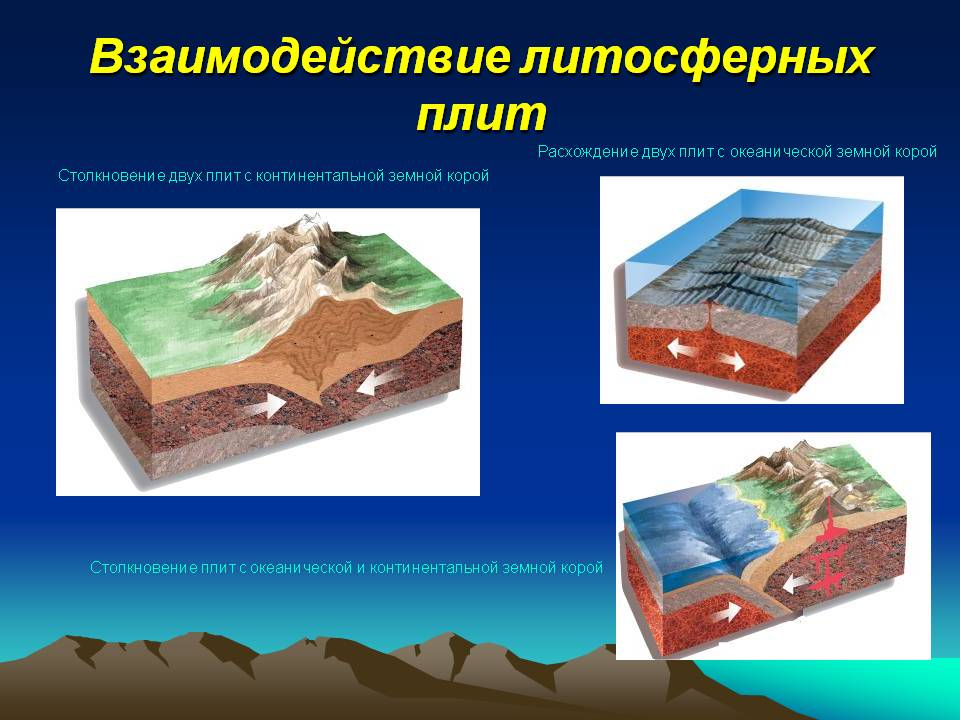 Взаимодействие литосферных
плит
Расхождение двух плит с океанической земной корой
Столкновение двух плит с континентальной земной корой
Столкновение плит с океанической и континентальной земной корой